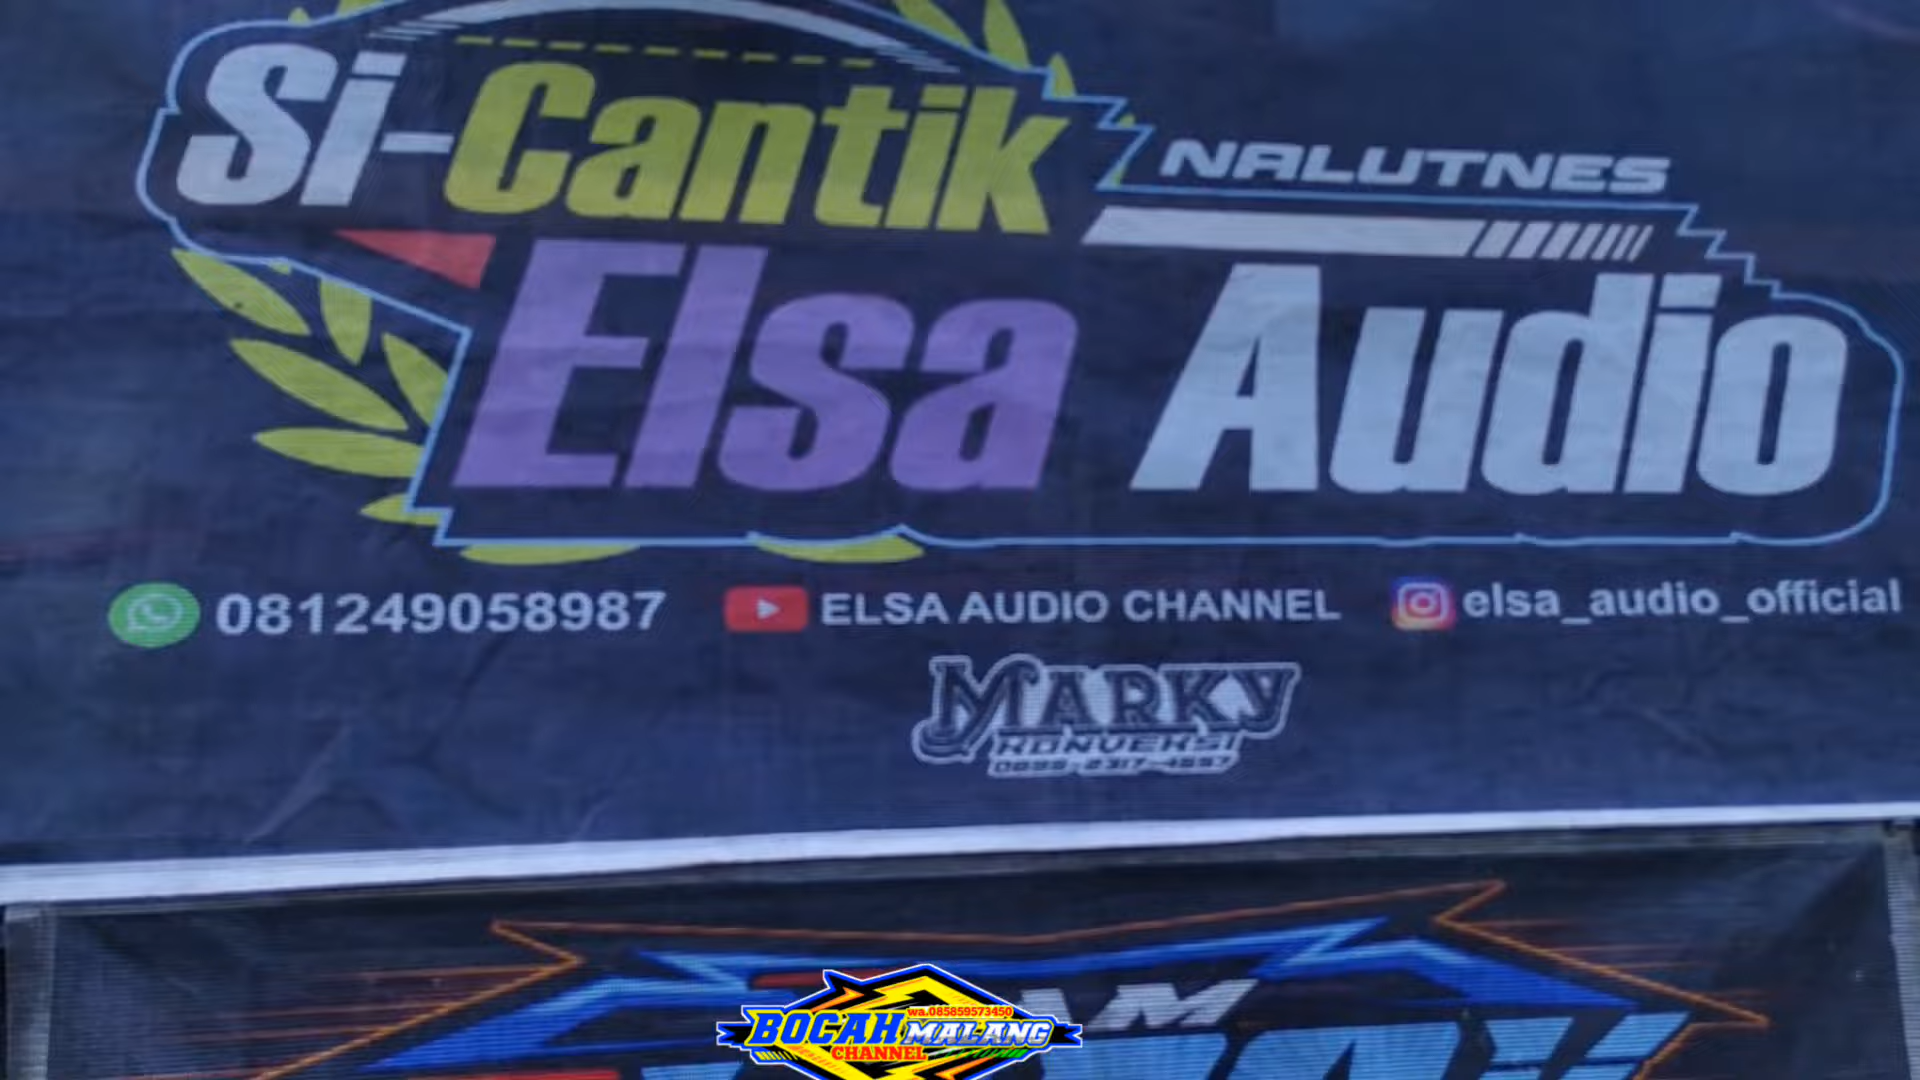 Si-Cantik
NALUTNES
Elsa Audio
081249058987 ELSA AUDIO CHANNEL elsa_audio_official
MARKY
KONVEKSI
wa.085859573450
BOCAH MALANG
CHANNEL